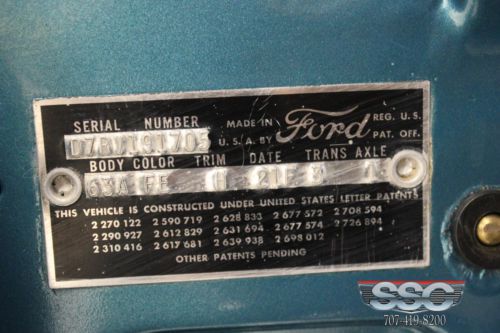 SERIAL NUMBER MADE IN Ford REG. U.S.
U.S.A. BY PAT. OFF.
BODY COLOR TRIM DATE TRANS AXLE
63A FE H 21F 3
THIS VEHICLE IS CONSTRUCTED UNDER UNITED STATES LETTER PATENTS
2 270 122 2 590 719 2 628 833 2 677 572 2 708 594
2 290 927 2 612 829 2 631 694 2 677 574 2 726 894
2 310 416 2 617 681 2 639 938 2 698 012
OTHER PATENTS PENDING
SSC
707-419-8200